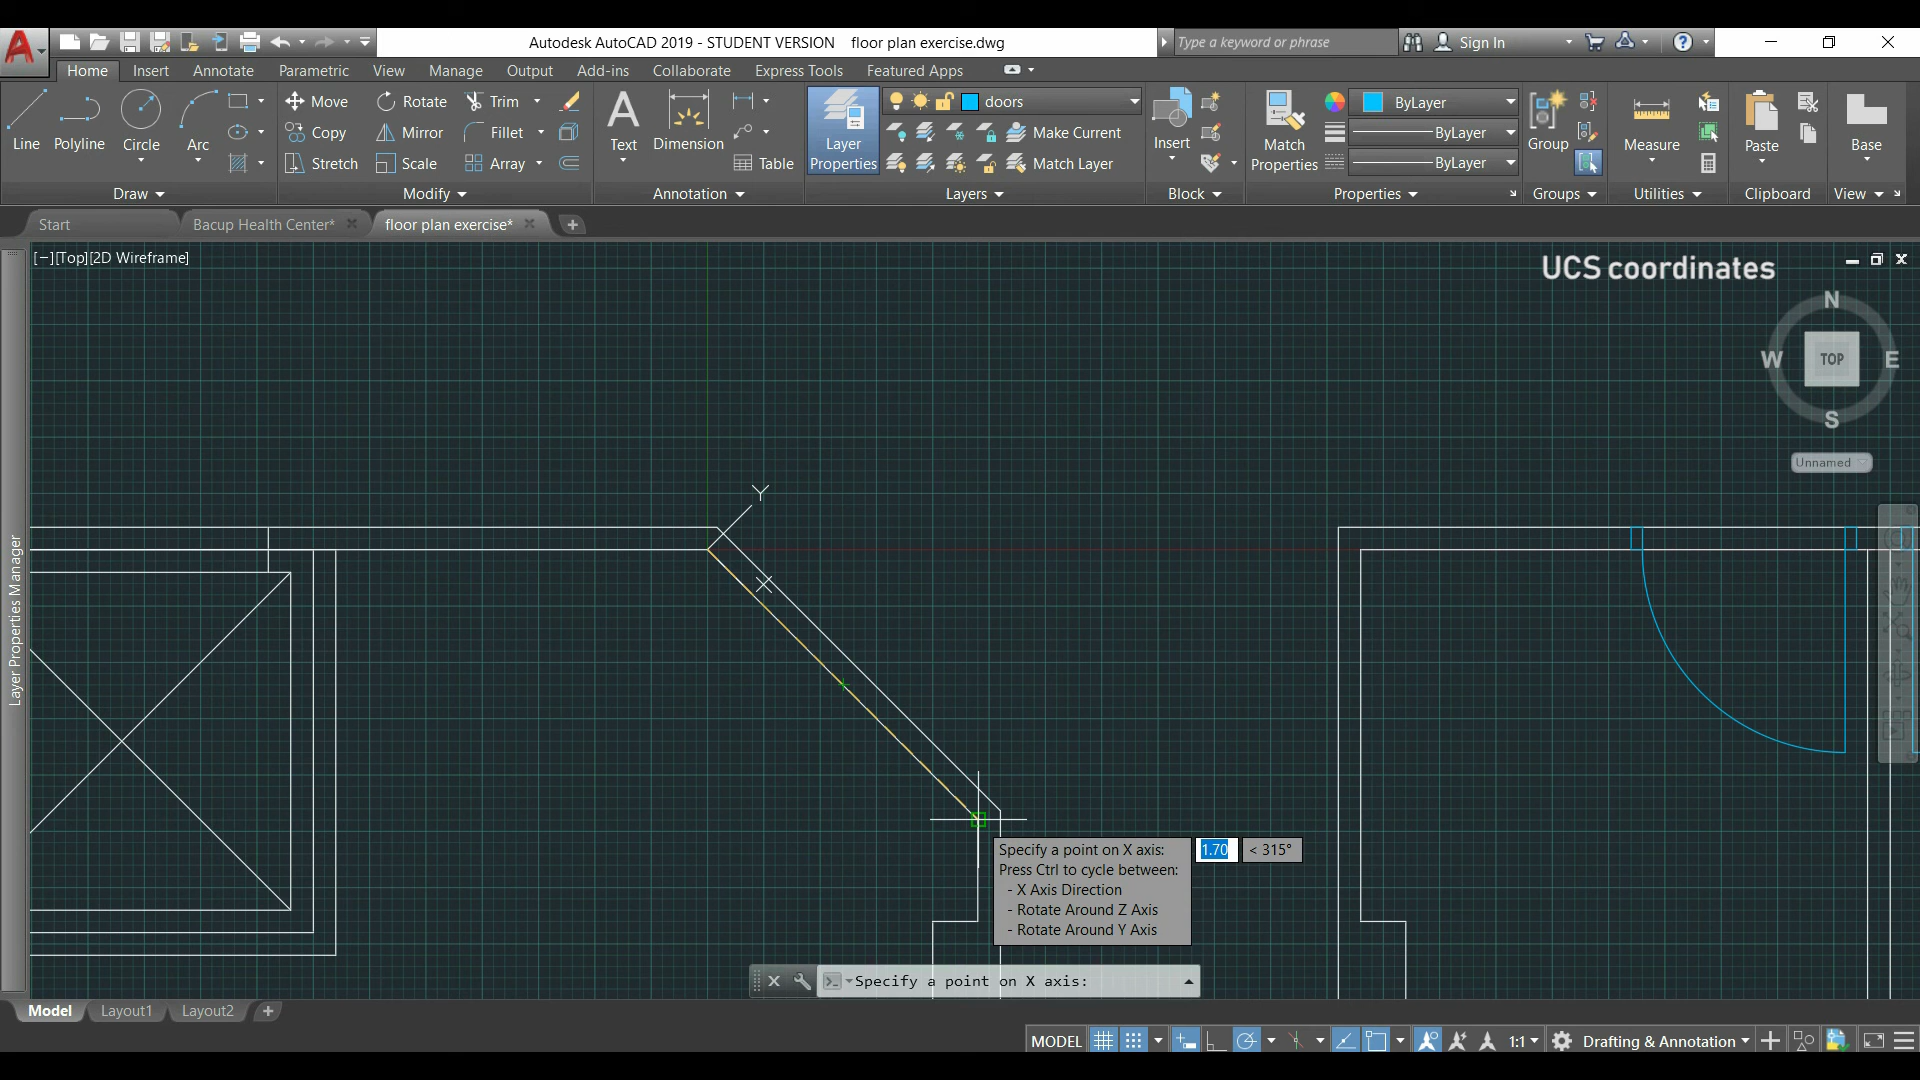 Autodesk AutoCAD 2019 - STUDENT VERSION floor plan exercise.dwg
Type a keyword or phrase
Sign In
Home Insert Annotate Parametric View Manage Output Add-ins Collaborate Express Tools Featured Apps
Line Polyline Circle Arc
Move Rotate Trim
Copy Mirror Fillet
Stretch Scale Array
Text Dimension Table
Layer Properties
doors
Make Current
Match Layer
Insert
Match Properties
ByLayer
ByLayer
ByLayer
Group
Measure
Paste
Base
Draw Modify Annotation Layers Block Properties Groups Utilities Clipboard View
Start Bacup Health Center* floor plan exercise*
[−][Top][2D Wireframe]
UCS coordinates
N
W TOP E
S
Unnamed
Y
X
Layer Properties Manager
Specify a point on X axis: 1.70 < 315°
Press Ctrl to cycle between:
- X Axis Direction
- Rotate Around Z Axis
- Rotate Around Y Axis
Specify a point on X axis:
Model Layout1 Layout2
MODEL 1:1 Drafting & Annotation